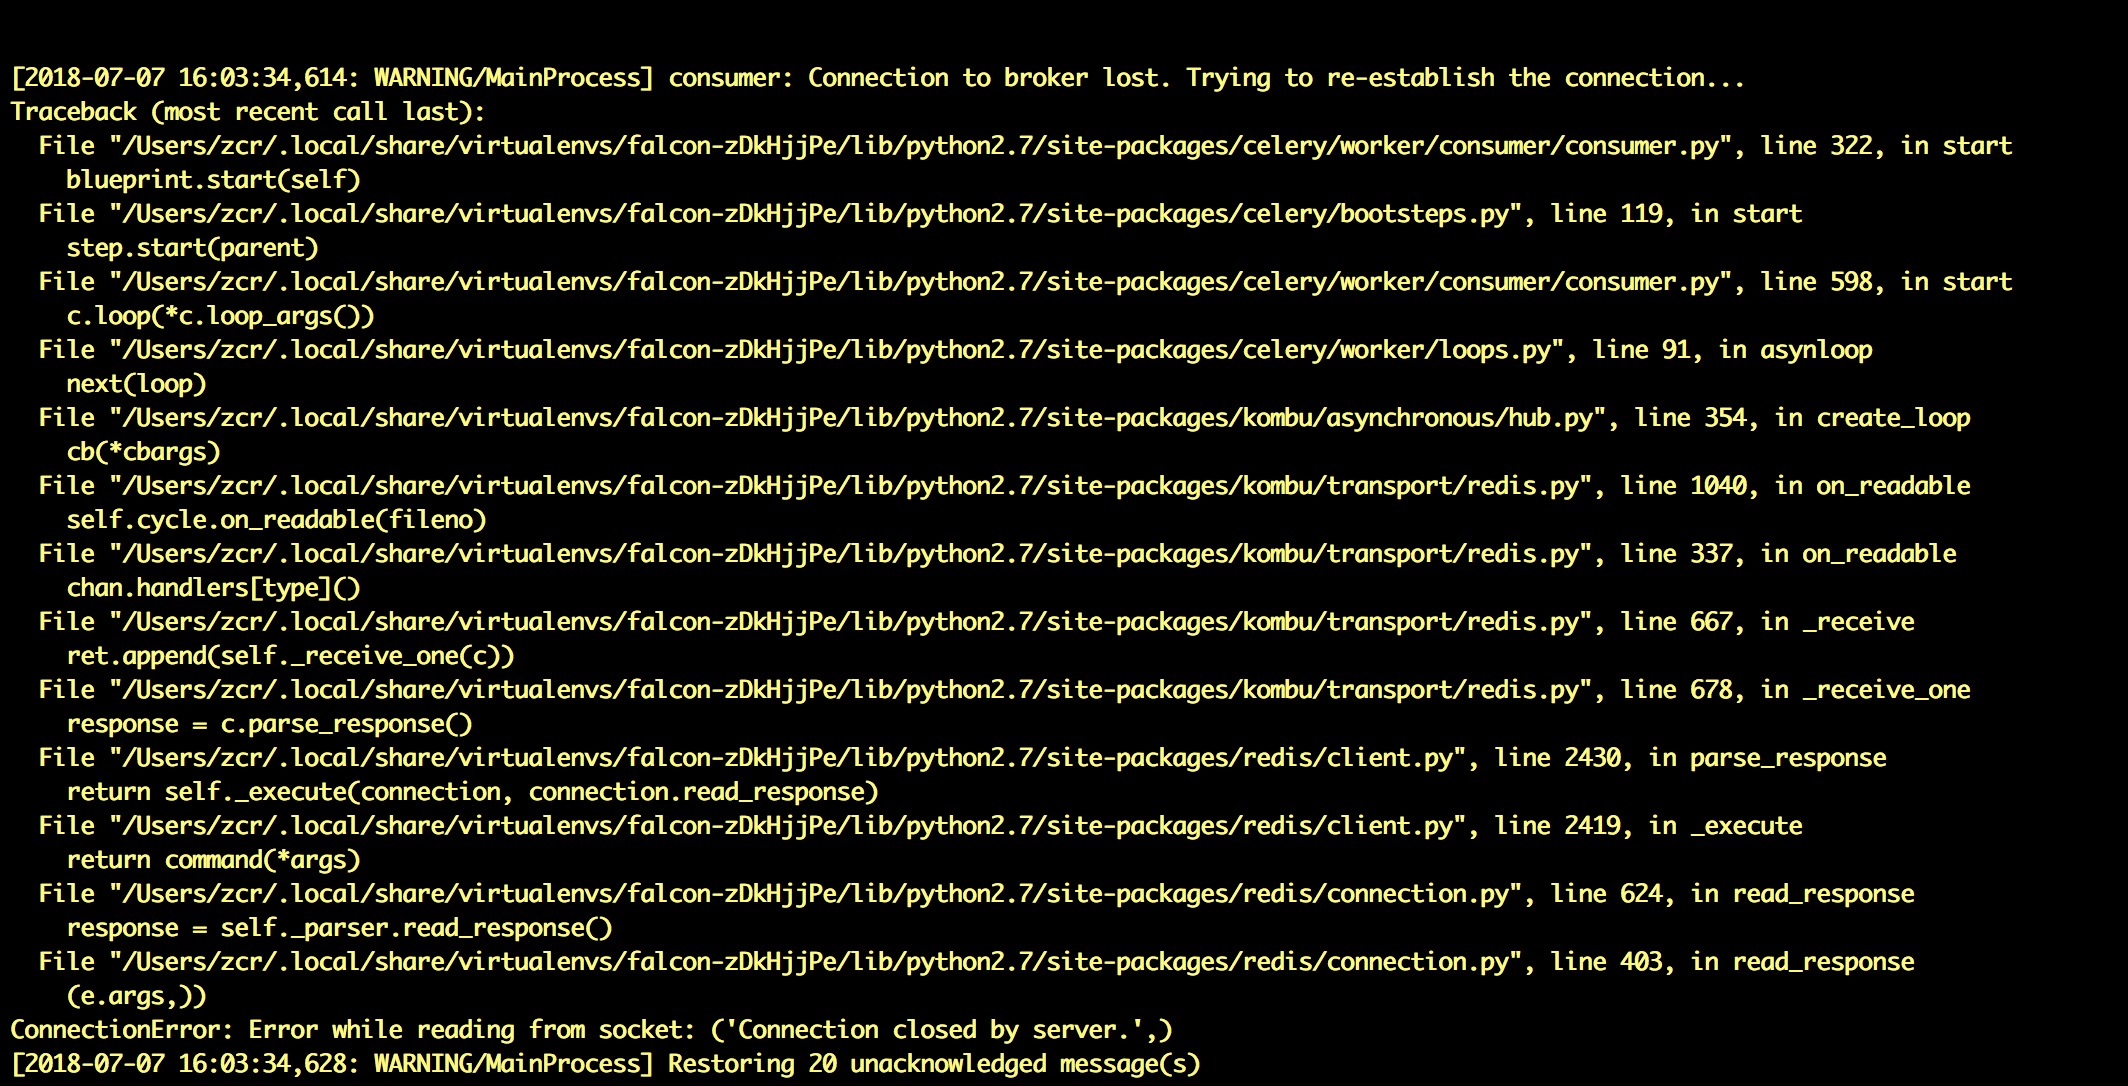 [2018-07-07 16:03:34,614: WARNING/MainProcess] consumer: Connection to broker lost. Trying to re-establish the connection...
Traceback (most recent call last):
  File "/Users/zcr/.local/share/virtualenvs/falcon-zDkHjjPe/lib/python2.7/site-packages/celery/worker/consumer/consumer.py", line 322, in start
    blueprint.start(self)
  File "/Users/zcr/.local/share/virtualenvs/falcon-zDkHjjPe/lib/python2.7/site-packages/celery/bootsteps.py", line 119, in start
    step.start(parent)
  File "/Users/zcr/.local/share/virtualenvs/falcon-zDkHjjPe/lib/python2.7/site-packages/celery/worker/consumer/consumer.py", line 598, in start
    c.loop(*c.loop_args())
  File "/Users/zcr/.local/share/virtualenvs/falcon-zDkHjjPe/lib/python2.7/site-packages/celery/worker/loops.py", line 91, in asynloop
    next(loop)
  File "/Users/zcr/.local/share/virtualenvs/falcon-zDkHjjPe/lib/python2.7/site-packages/kombu/asynchronous/hub.py", line 354, in create_loop
    cb(*cbargs)
  File "/Users/zcr/.local/share/virtualenvs/falcon-zDkHjjPe/lib/python2.7/site-packages/kombu/transport/redis.py", line 1040, in on_readable
    self.cycle.on_readable(fileno)
  File "/Users/zcr/.local/share/virtualenvs/falcon-zDkHjjPe/lib/python2.7/site-packages/kombu/transport/redis.py", line 337, in on_readable
    chan.handlers[type]()
  File "/Users/zcr/.local/share/virtualenvs/falcon-zDkHjjPe/lib/python2.7/site-packages/kombu/transport/redis.py", line 667, in _receive
    ret.append(self._receive_one(c))
  File "/Users/zcr/.local/share/virtualenvs/falcon-zDkHjjPe/lib/python2.7/site-packages/kombu/transport/redis.py", line 678, in _receive_one
    response = c.parse_response()
  File "/Users/zcr/.local/share/virtualenvs/falcon-zDkHjjPe/lib/python2.7/site-packages/redis/client.py", line 2430, in parse_response
    return self._execute(connection, connection.read_response)
  File "/Users/zcr/.local/share/virtualenvs/falcon-zDkHjjPe/lib/python2.7/site-packages/redis/client.py", line 2419, in _execute
    return command(*args)
  File "/Users/zcr/.local/share/virtualenvs/falcon-zDkHjjPe/lib/python2.7/site-packages/redis/connection.py", line 624, in read_response
    response = self._parser.read_response()
  File "/Users/zcr/.local/share/virtualenvs/falcon-zDkHjjPe/lib/python2.7/site-packages/redis/connection.py", line 403, in read_response
    (e.args,))
ConnectionError: Error while reading from socket: ('Connection closed by server.',)
[2018-07-07 16:03:34,628: WARNING/MainProcess] Restoring 20 unacknowledged message(s)